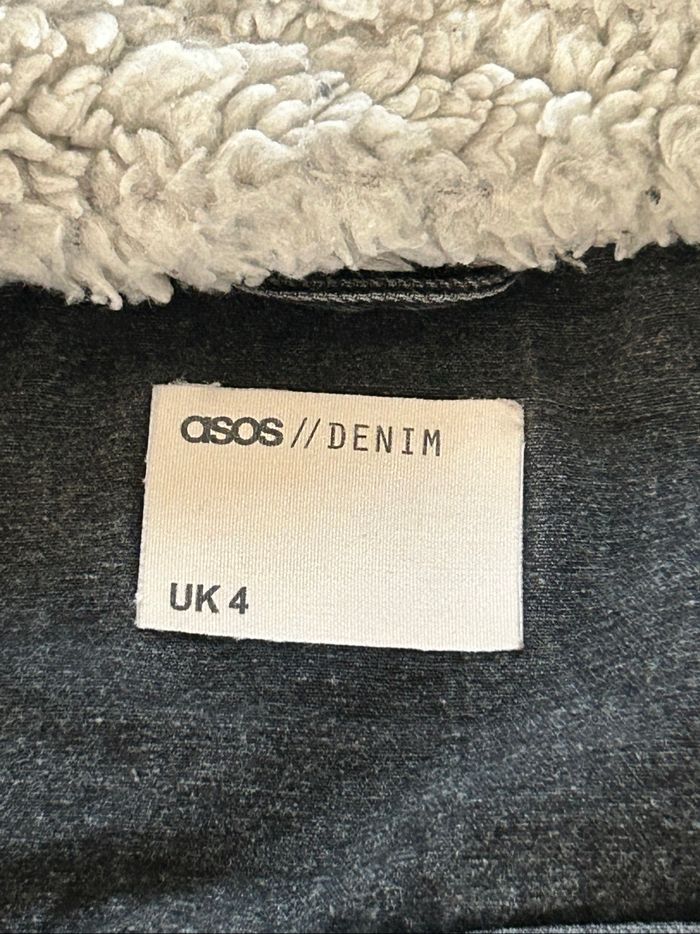 asos // DENIM
UK 4